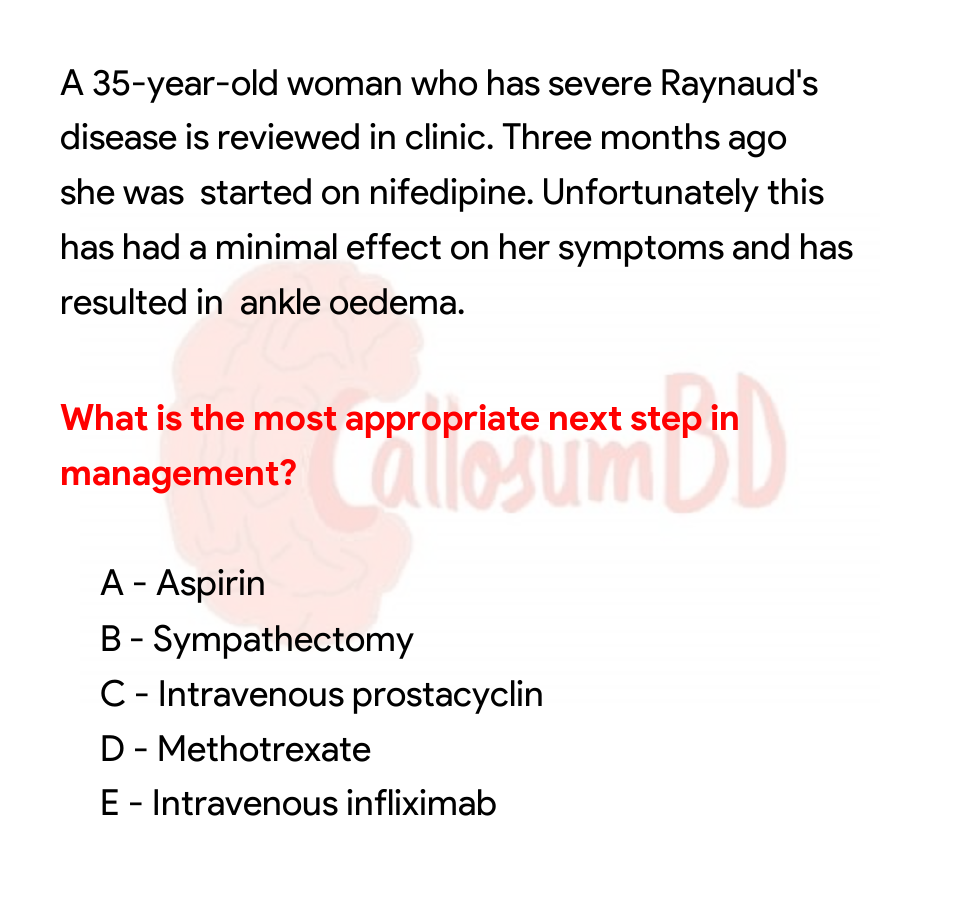 A 35-year-old woman who has severe Raynaud's
disease is reviewed in clinic. Three months ago
she was  started on nifedipine. Unfortunately this
has had a minimal effect on her symptoms and has
resulted in  ankle oedema.
What is the most appropriate next step in
management?
CallosumBD
A - Aspirin
B - Sympathectomy
C - Intravenous prostacyclin
D - Methotrexate
E - Intravenous infliximab